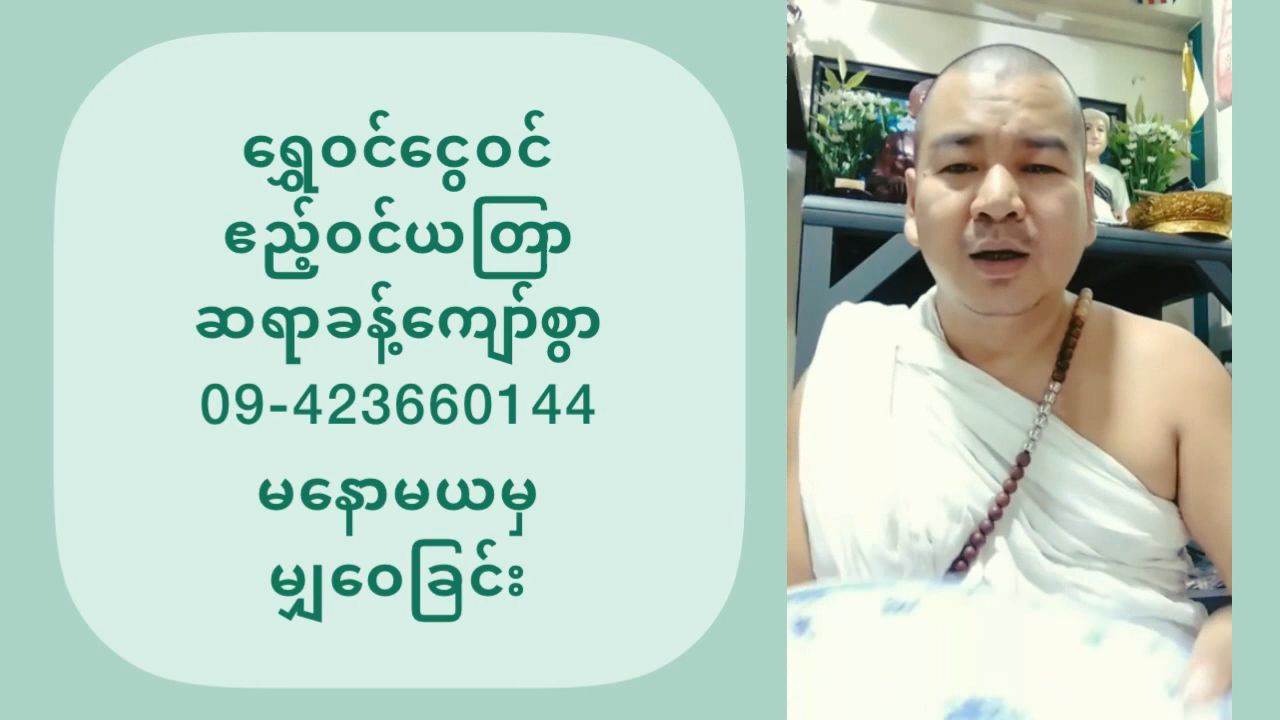 ရွှေဝင်ငွေဝင်
ဧည့်ဝင်ယတြာ
ဆရာခန့်ကျော်စွာ
09-423660144
မနောမယမှ
မျှဝေခြင်း